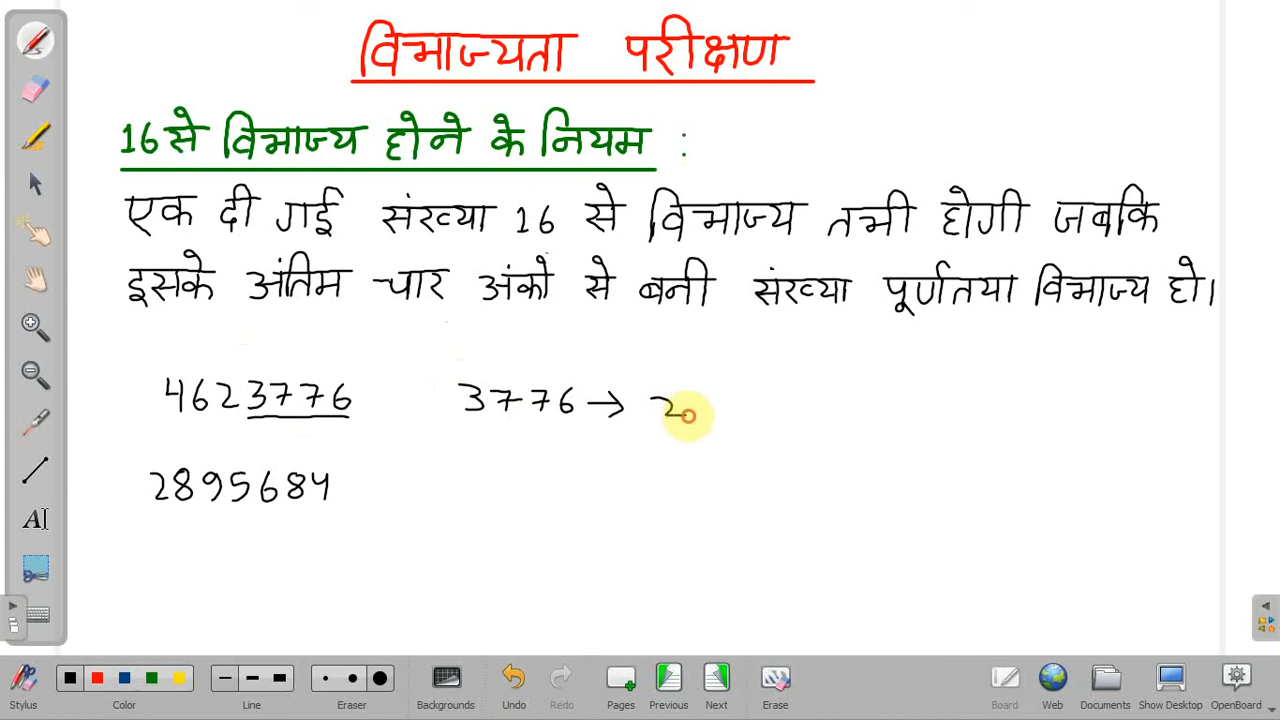 विभाज्यता परीक्षण
16 से विभाज्य होने के नियम :
एक दी गई संख्या 16 से विभाज्य तभी होगी जबकि
इसके अंतिम चार अंको से बनी संख्या पूर्णतया विभाज्य हो।
4623776 3776 → 2
2895684
Stylus Color Line Eraser Backgrounds Undo Redo Pages Previous Next Erase Board Web Documents Show Desktop OpenBoard